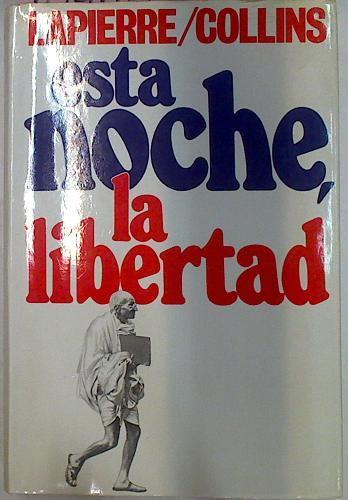 LAPIERRE/COLLINS
esta
noche,
la
libertad